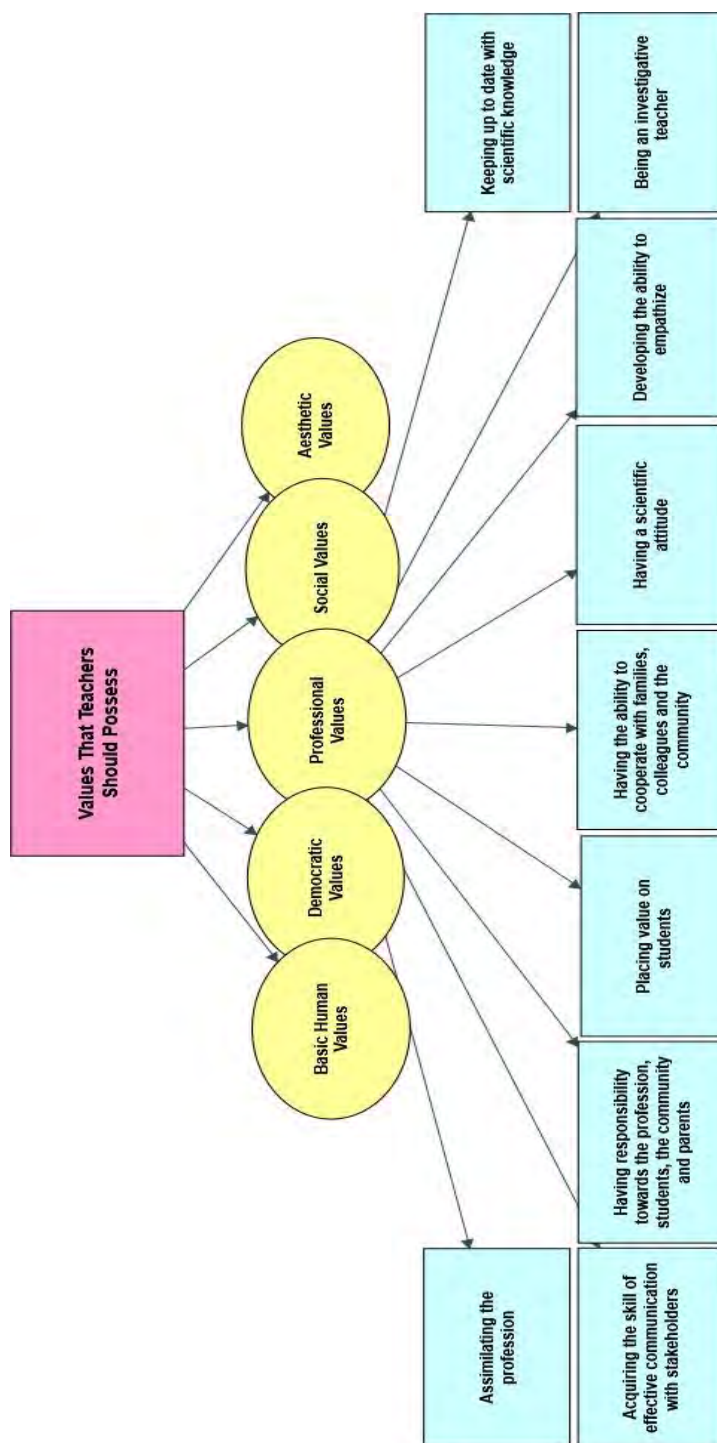 Values That Teachers
Should Possess
Basic Human
Values
Democratic
Values
Professional
Values
Social Values
Aesthetic
Values
Assimilating the
profession
Keeping up to date with
scientific knowledge
Acquiring the skill of
effective communication
with stakeholders
Having responsibility
towards the profession,
students, the community
and parents
Placing value on
students
Having the ability to
cooperate with families,
colleagues and the
community
Having a scientific
attitude
Developing the ability to
empathize
Being an investigative
teacher